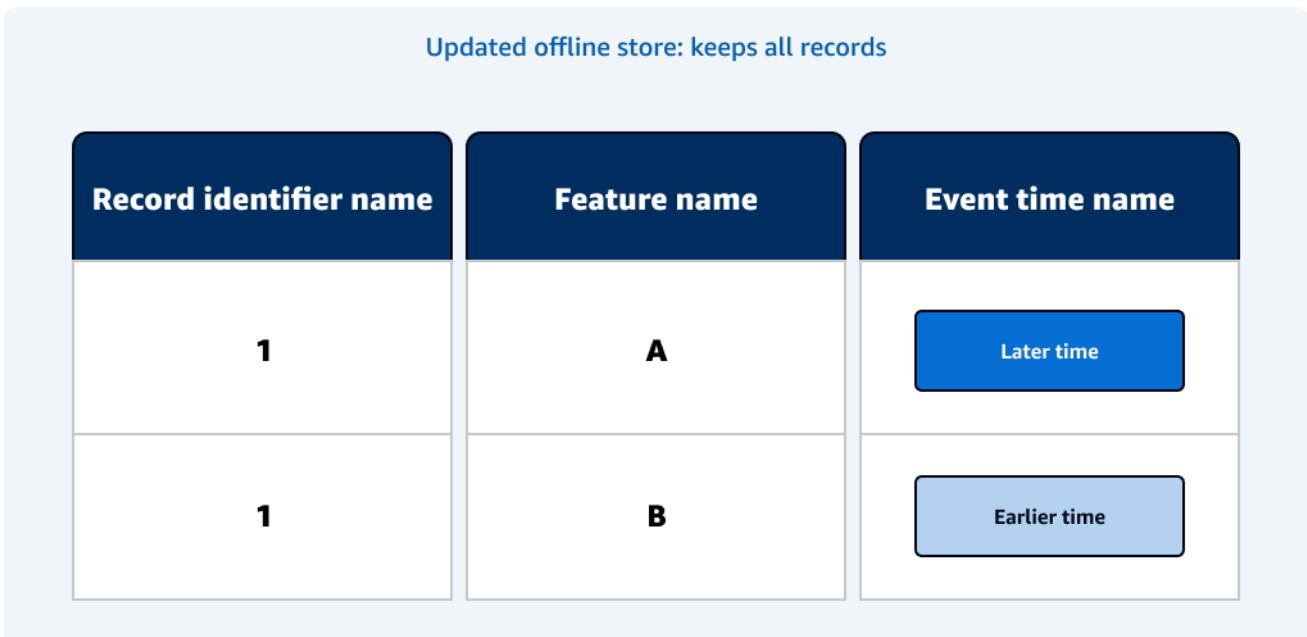 Updated offline store: keeps all records
Record identifier name Feature name Event time name
1 A Later time
1 B Earlier time